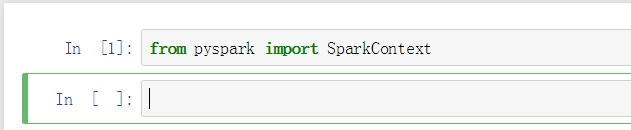 In [1]: from pyspark import SparkContext
In [ ]: